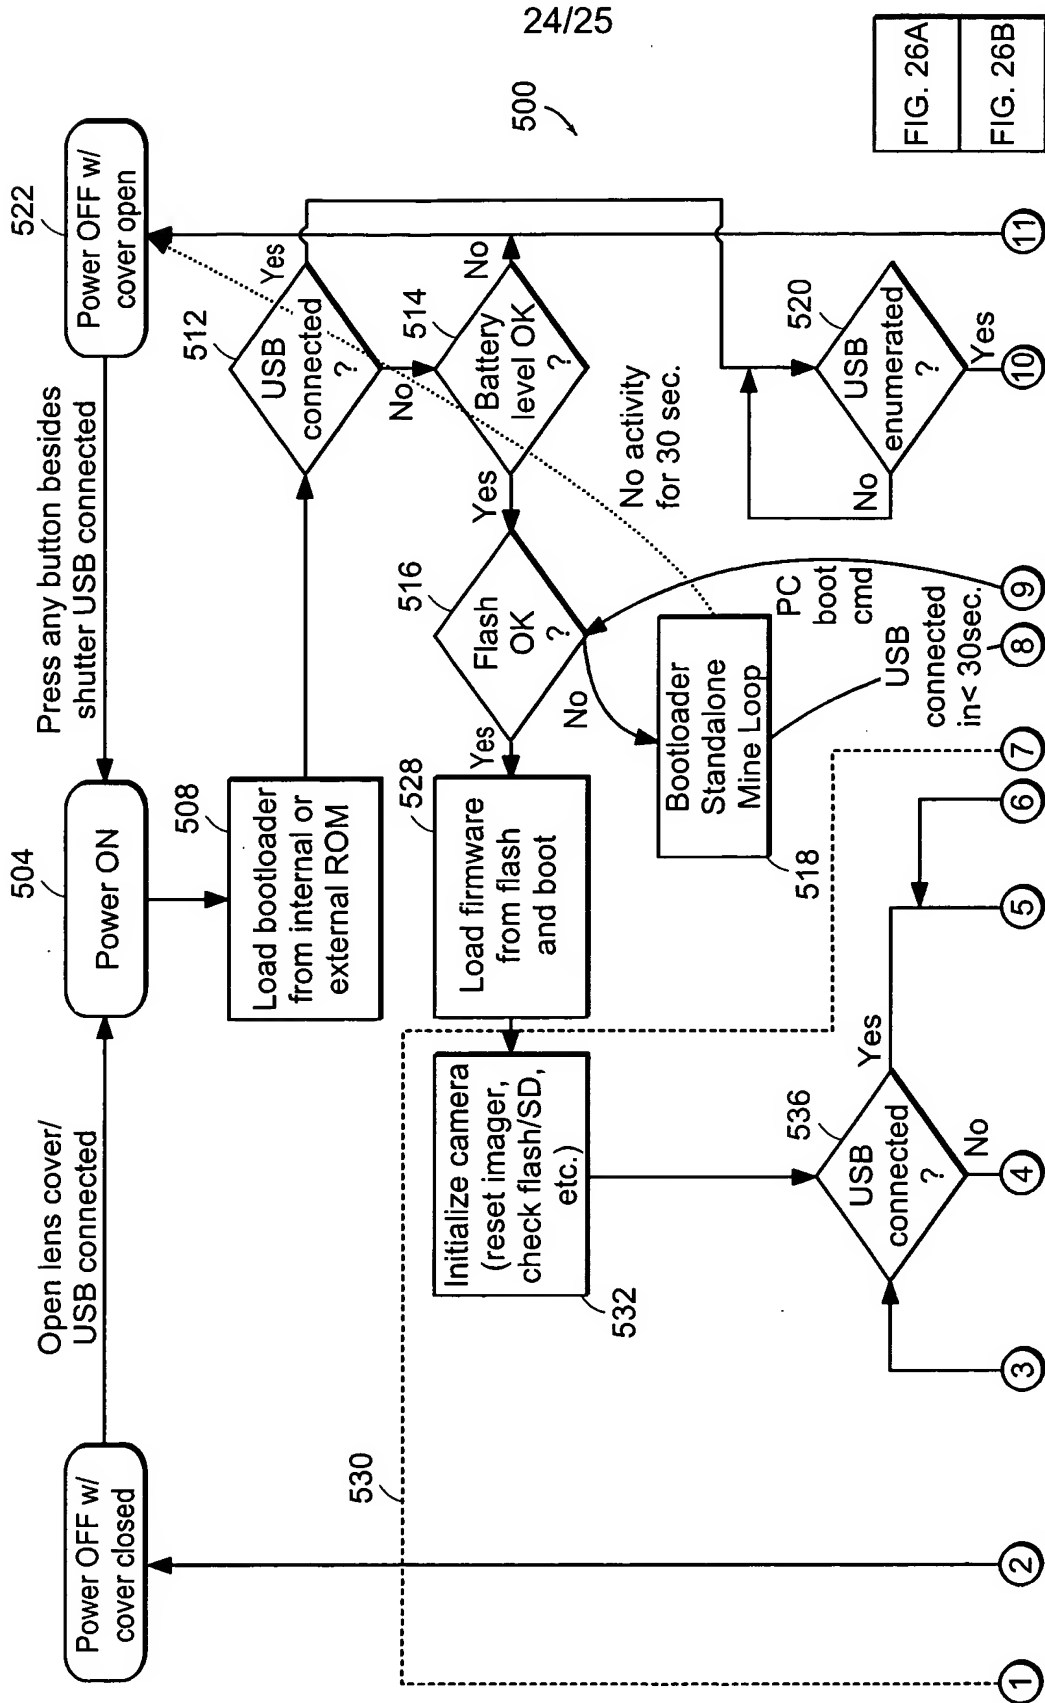 24/25
500
FIG. 26A
FIG. 26B
Power OFF w/
cover closed
Open lens cover/
USB connected
504
Power ON
Press any button besides
shutter USB connected
522
Power OFF w/
cover open
508
Load bootloader
from internal or
external ROM
512
USB
connected
?
Yes
No
514
Battery
level OK
?
No
Yes
516
Flash
OK
?
Yes
No
528
Load firmware
from flash
and boot
530
Initialize camera
(reset imager,
check flash/SD,
etc.)
532
Bootloader
Standalone
Mine Loop
518
No activity
for 30 sec.
PC
boot
cmd
USB
connected
in< 30sec.
520
USB
enumerated
?
No
Yes
536
USB
connected
?
Yes
No
1
2
3
4
5
6
7
8
9
10
11